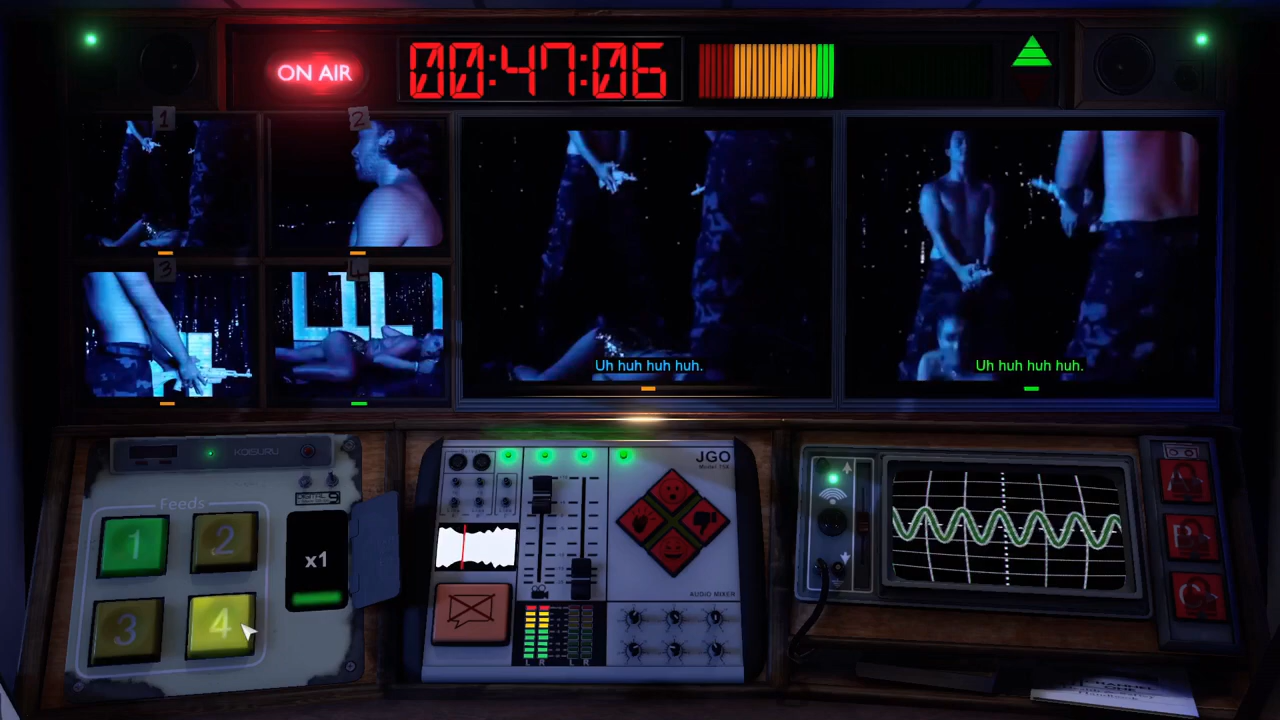 ON AIR
00:47:06
1
2
3
4
Uh huh huh huh.
Uh huh huh huh.
KOISURU
Feeds
1
2
3
4
x1
JGO
AUDIO MIXER
L R L R